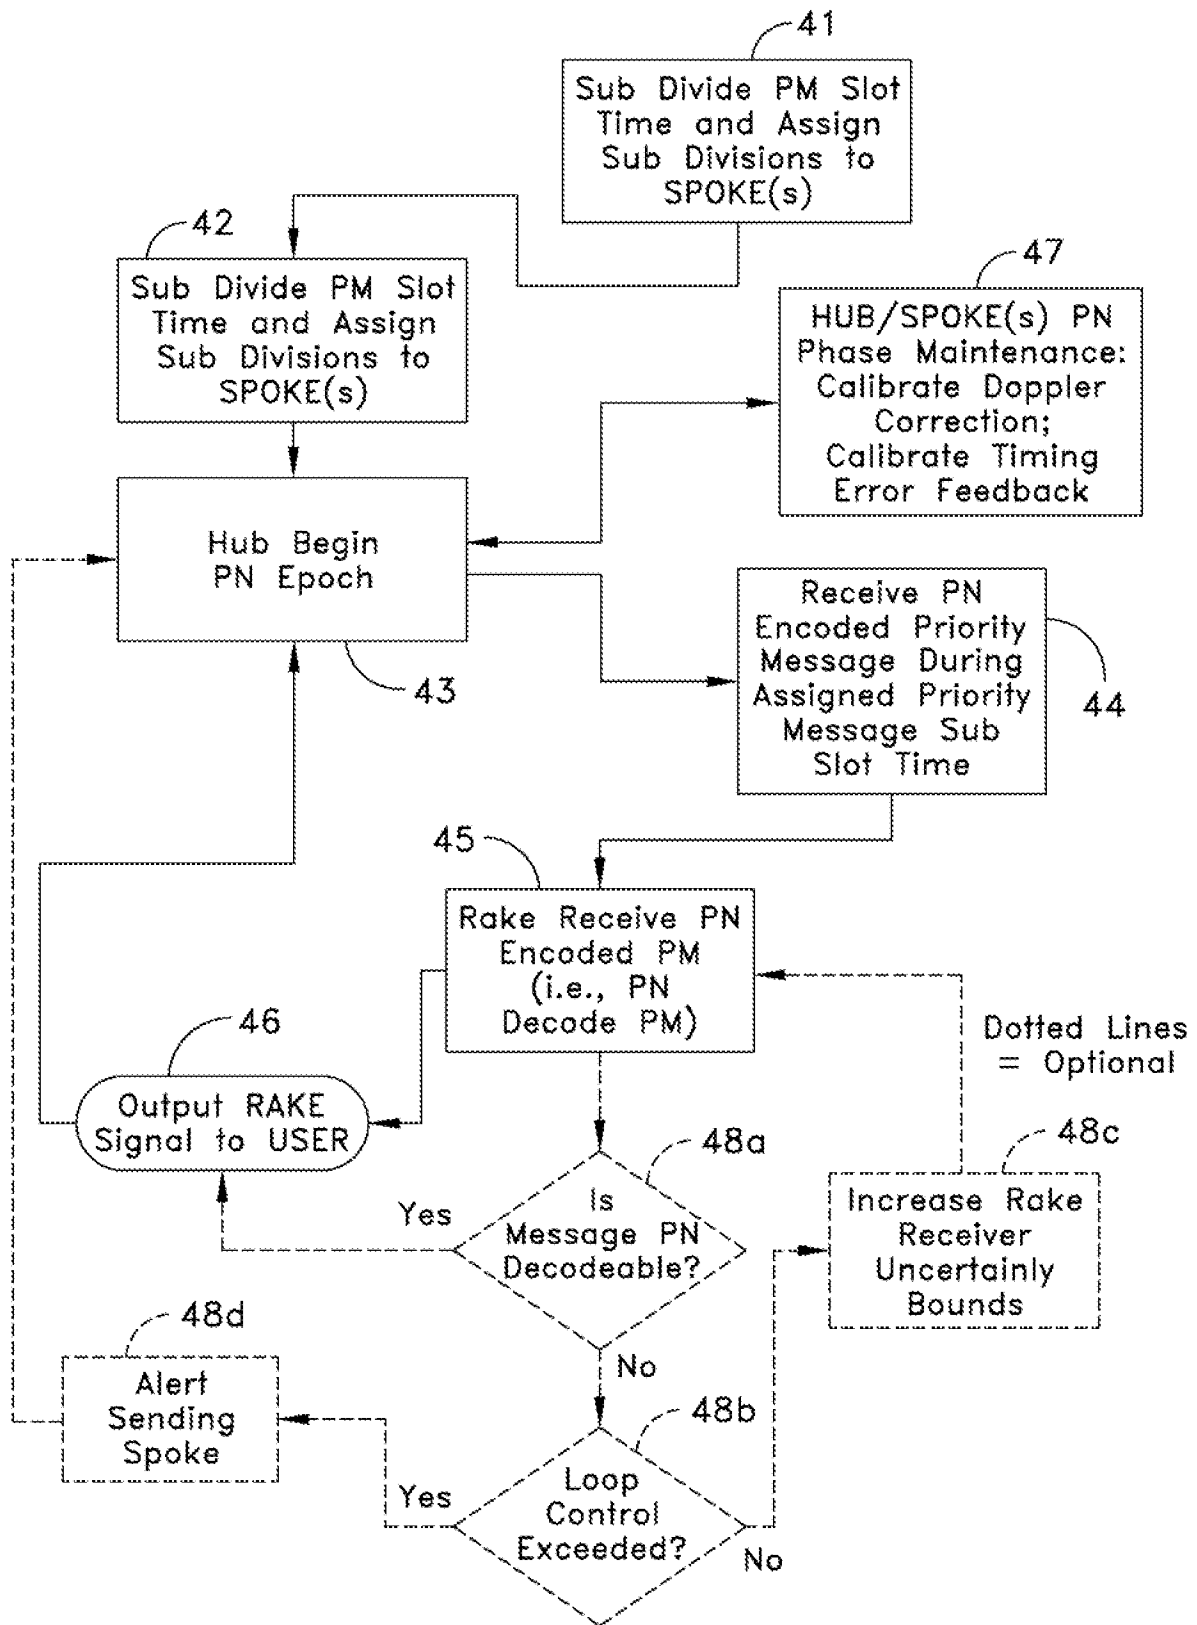 41
Sub Divide PM Slot
Time and Assign
Sub Divisions to
SPOKE(s)
42
Sub Divide PM Slot
Time and Assign
Sub Divisions to
SPOKE(s)
47
HUB/SPOKE(s) PN
Phase Maintenance:
Calibrate Doppler
Correction;
Calibrate Timing
Error Feedback
Hub Begin
PN Epoch
43
Receive PN
Encoded Priority
Message During
Assigned Priority
Message Sub
Slot Time
44
45
Rake Receive PN
Encoded PM
(i.e., PN
Decode PM)
46
Output RAKE
Signal to USER
Dotted Lines
= Optional
48a
Is
Message PN
Decodeable?
Yes
No
48c
Increase Rake
Receiver
Uncertainly
Bounds
48d
Alert
Sending
Spoke
48b
Loop
Control
Exceeded?
Yes
No